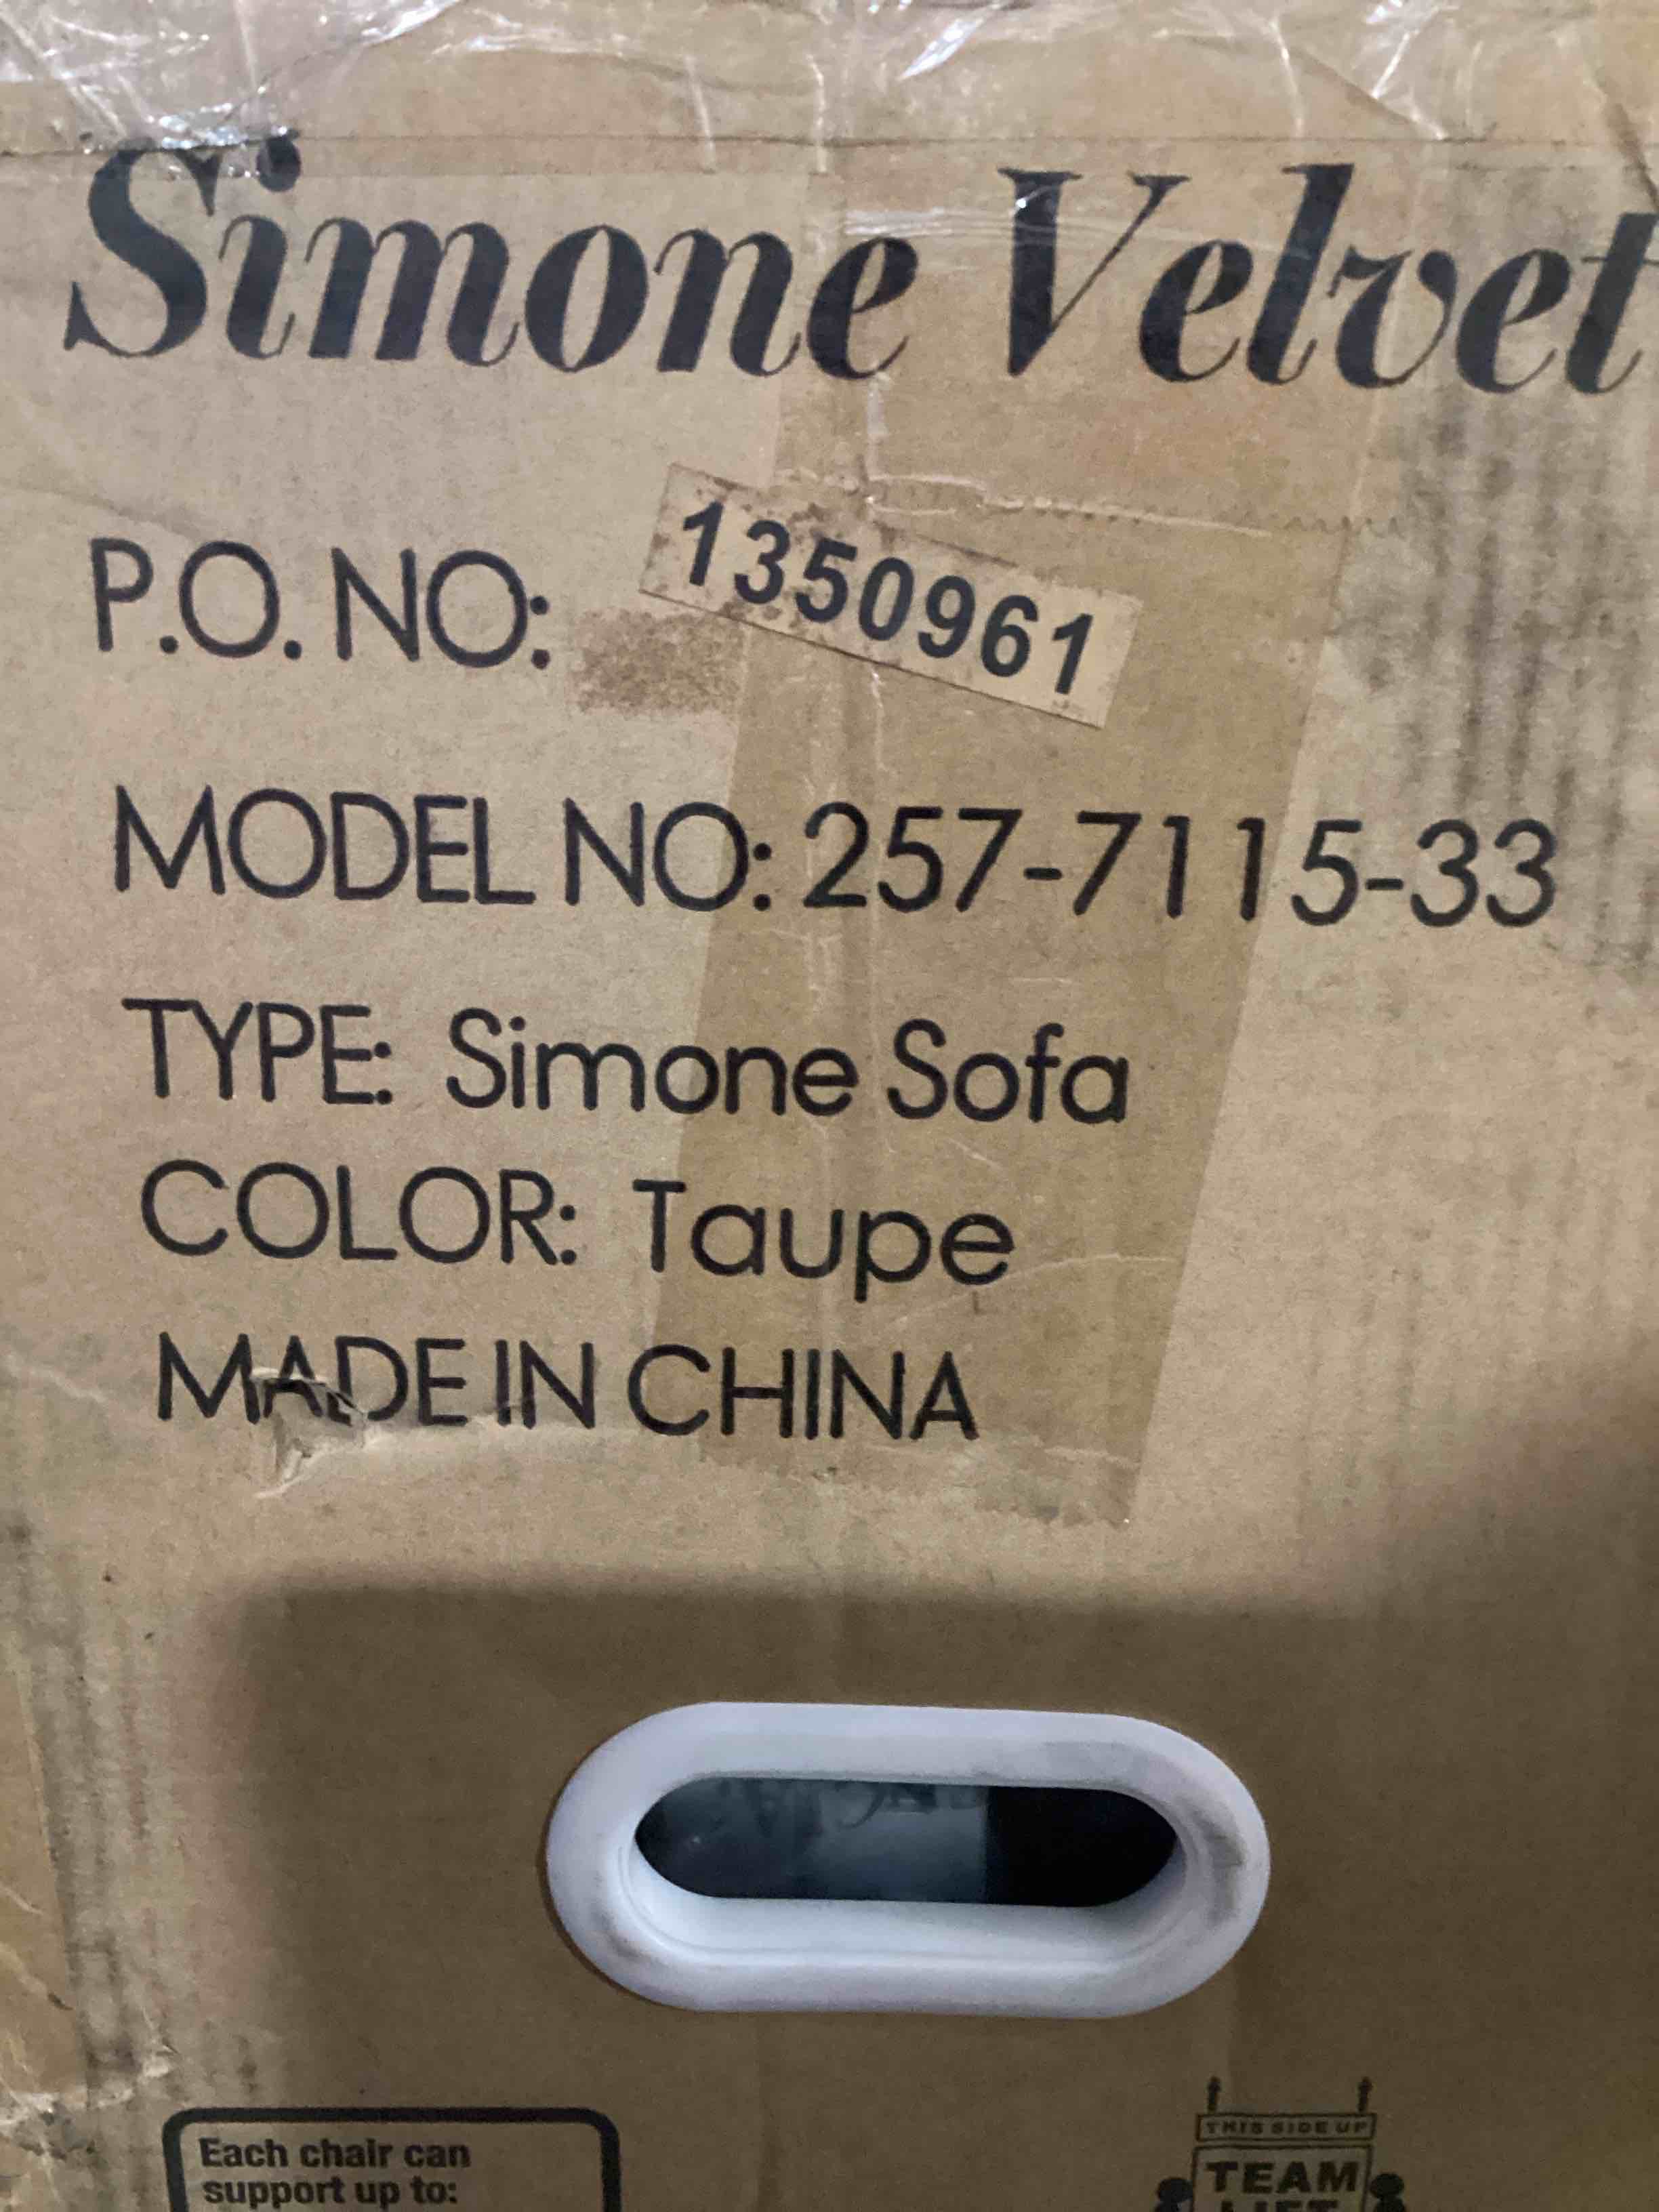 Simone Velvet
P.O. NO: 1350961
MODEL NO: 257-7115-33
TYPE: Simone Sofa
COLOR: Taupe
MADE IN CHINA
Each chair can
support up to:
THIS SIDE UP
TEAM
LIFT